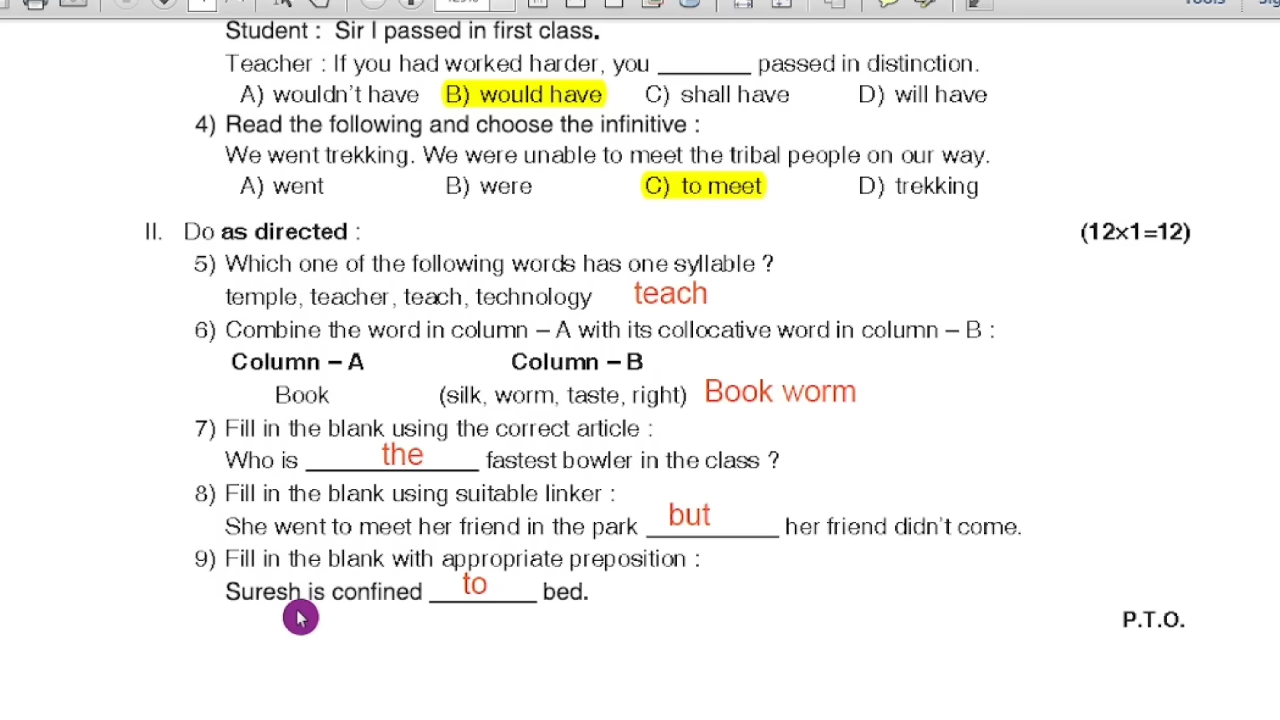 Student : Sir I passed in first class.
Teacher : If you had worked harder, you ________ passed in distinction.
A) wouldn't have B) would have C) shall have D) will have
4) Read the following and choose the infinitive :
We went trekking. We were unable to meet the tribal people on our way.
A) went B) were C) to meet D) trekking
II. Do as directed : (12×1=12)
5) Which one of the following words has one syllable ?
temple, teacher, teach, technology teach
6) Combine the word in column – A with its collocative word in column – B :
Column – A Column – B
Book (silk, worm, taste, right) Book worm
7) Fill in the blank using the correct article :
Who is the fastest bowler in the class ?
8) Fill in the blank using suitable linker :
She went to meet her friend in the park but her friend didn't come.
9) Fill in the blank with appropriate preposition :
Suresh is confined to bed.
P.T.O.